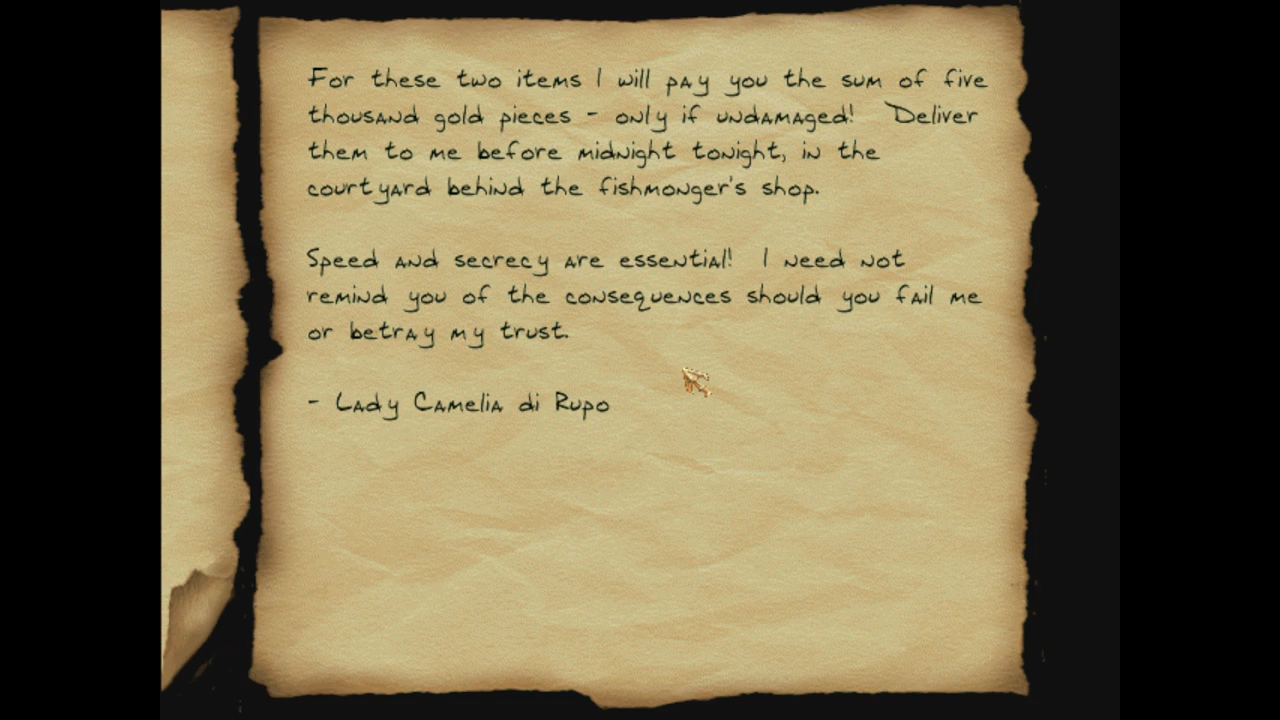 For these two items I will pay you the sum of five
thousand gold pieces - only if undamaged!  Deliver
them to me before midnight tonight, in the
courtyard behind the fishmonger's shop.
Speed and secrecy are essential!  I need not
remind you of the consequences should you fail me
or betray my trust.
- Lady Camelia di Rupo